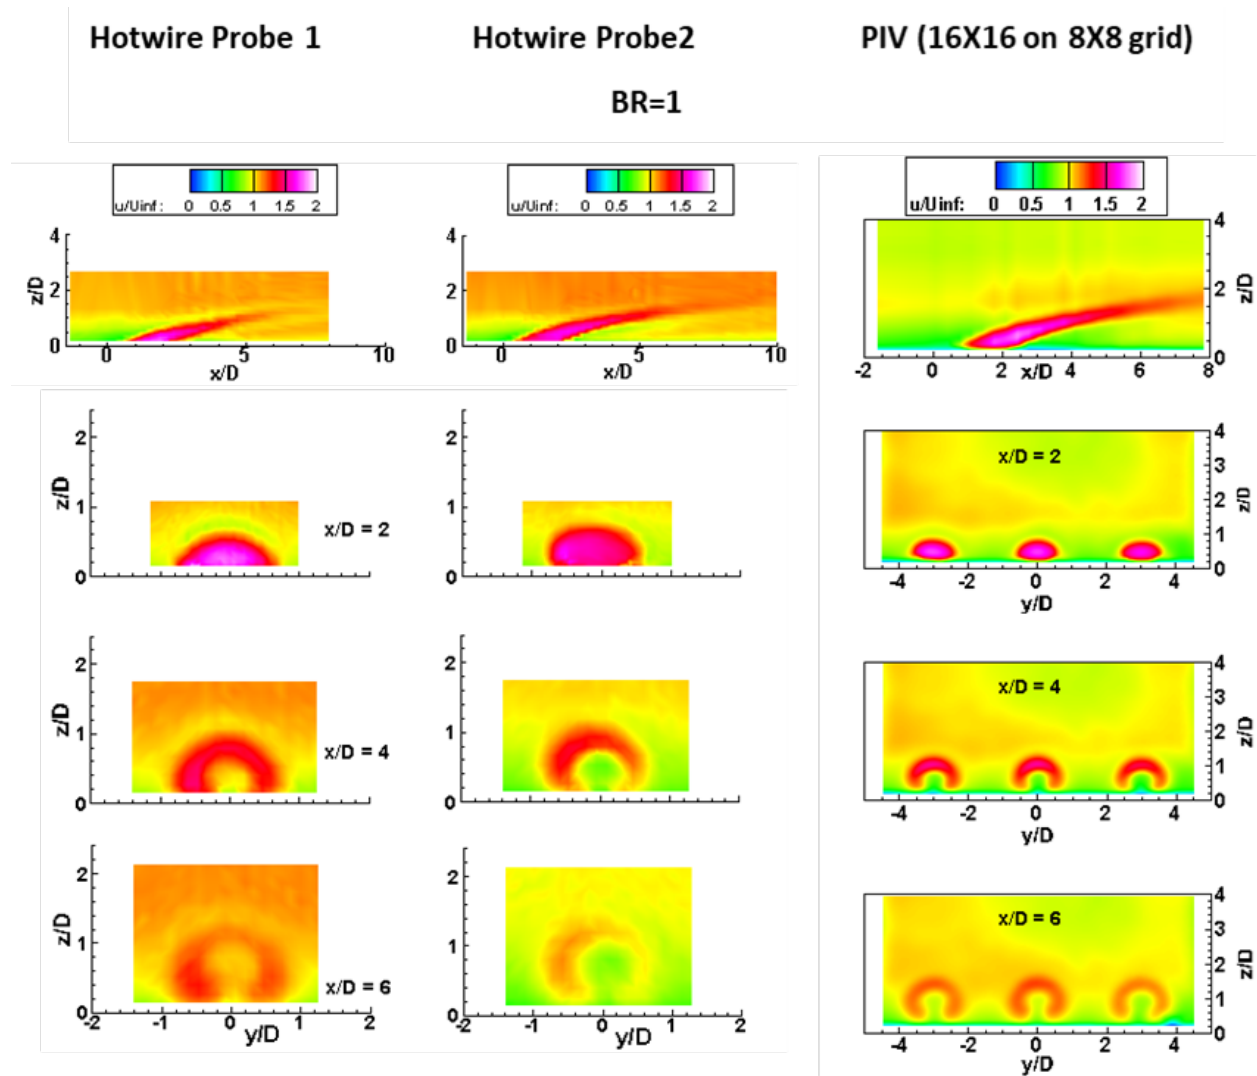 Hotwire Probe 1
Hotwire Probe2
PIV (16X16 on 8X8 grid)
BR=1
u/Uinf: 0 0.5 1 1.5 2
u/Uinf: 0 0.5 1 1.5 2
u/Uinf: 0 0.5 1 1.5 2
z/D
4
2
0
0 5 10
x/D
4
2
0
0 5 10
x/D
4
2
0
z/D
-2 0 2 4 6 8
x/D
z/D
2
1
0
x/D = 2
2
1
0
x/D = 2
4
3
2
1
0
z/D
-4 -2 0 2 4
y/D
z/D
2
1
0
x/D = 4
2
1
0
x/D = 4
4
3
2
1
0
z/D
-4 -2 0 2 4
y/D
z/D
2
1
0
x/D = 6
-2 -1 0 1 2
y/D
2
1
0
-2 -1 0 1 2
y/D
x/D = 6
4
3
2
1
0
z/D
-4 -2 0 2 4
y/D